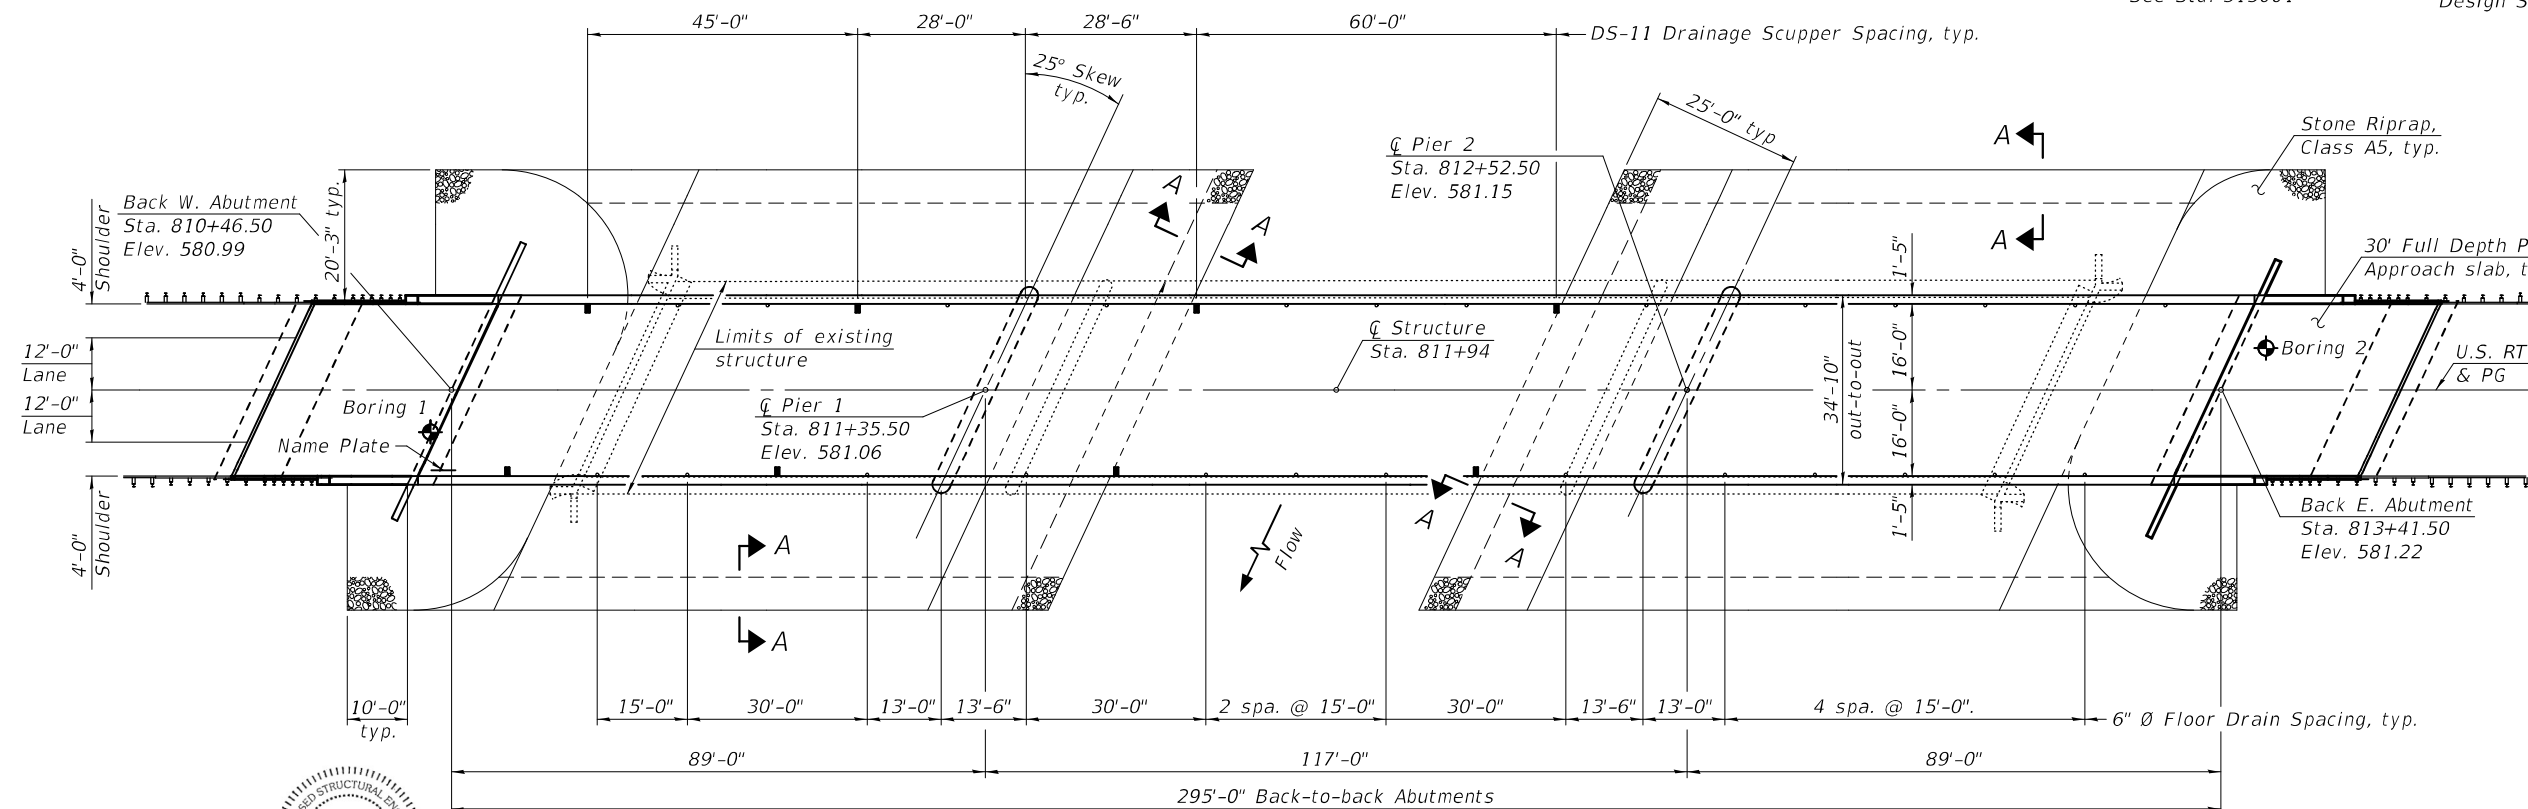 45'-0"
28'-0"
28'-6"
60'-0"
DS-11 Drainage Scupper Spacing, typ.
25° Skew
typ.
25'-0" typ
Stone Riprap,
Class A5, typ.
A
A
℄ Pier 2
Sta. 812+52.50
Elev. 581.15
Back W. Abutment
Sta. 810+46.50
Elev. 580.99
20'-3" typ.
4'-0"
Shoulder
A
A
1'-5"
30' Full Depth P
Approach slab, t
12'-0"
Lane
12'-0"
Lane
Limits of existing
structure
℄ Structure
Sta. 811+94
34'-10"
out-to-out
16'-0"
16'-0"
Boring 2
U.S. RT
& PG
Boring 1
Name Plate
℄ Pier 1
Sta. 811+35.50
Elev. 581.06
4'-0"
Shoulder
A
A
A
A
Flow
1'-5"
Back E. Abutment
Sta. 813+41.50
Elev. 581.22
10'-0"
typ.
15'-0"
30'-0"
13'-0"
13'-6"
30'-0"
2 spa. @ 15'-0"
30'-0"
13'-6"
13'-0"
4 spa. @ 15'-0".
6" Ø Floor Drain Spacing, typ.
89'-0"
117'-0"
89'-0"
295'-0" Back-to-back Abutments
SED STRUCTURAL EN